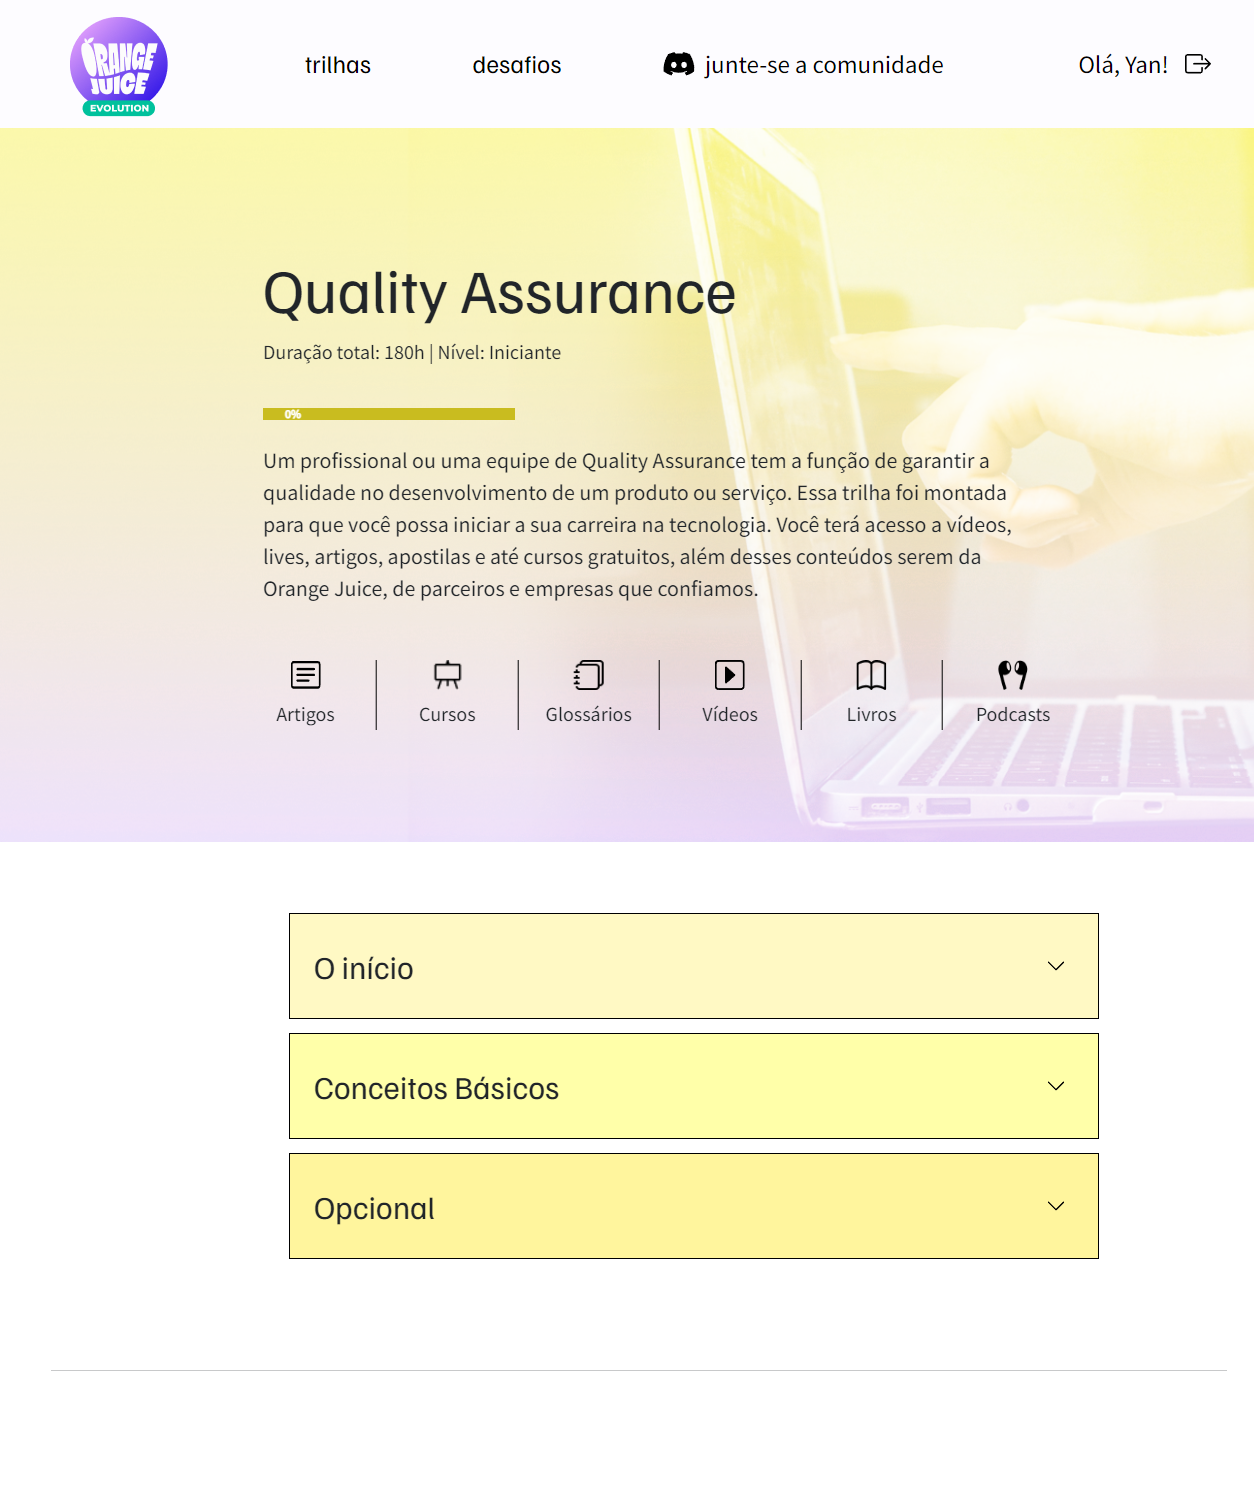 ORANGE
JUICE
EVOLUTION
trilhas
desafios
junte-se a comunidade
Olá, Yan!
Quality Assurance
Duração total: 180h | Nível: Iniciante
0%
Um profissional ou uma equipe de Quality Assurance tem a função de garantir a
qualidade no desenvolvimento de um produto ou serviço. Essa trilha foi montada
para que você possa iniciar a sua carreira na tecnologia. Você terá acesso a vídeos,
lives, artigos, apostilas e até cursos gratuitos, além desses conteúdos serem da
Orange Juice, de parceiros e empresas que confiamos.
Artigos
Cursos
Glossários
Vídeos
Livros
Podcasts
O início
Conceitos Básicos
Opcional